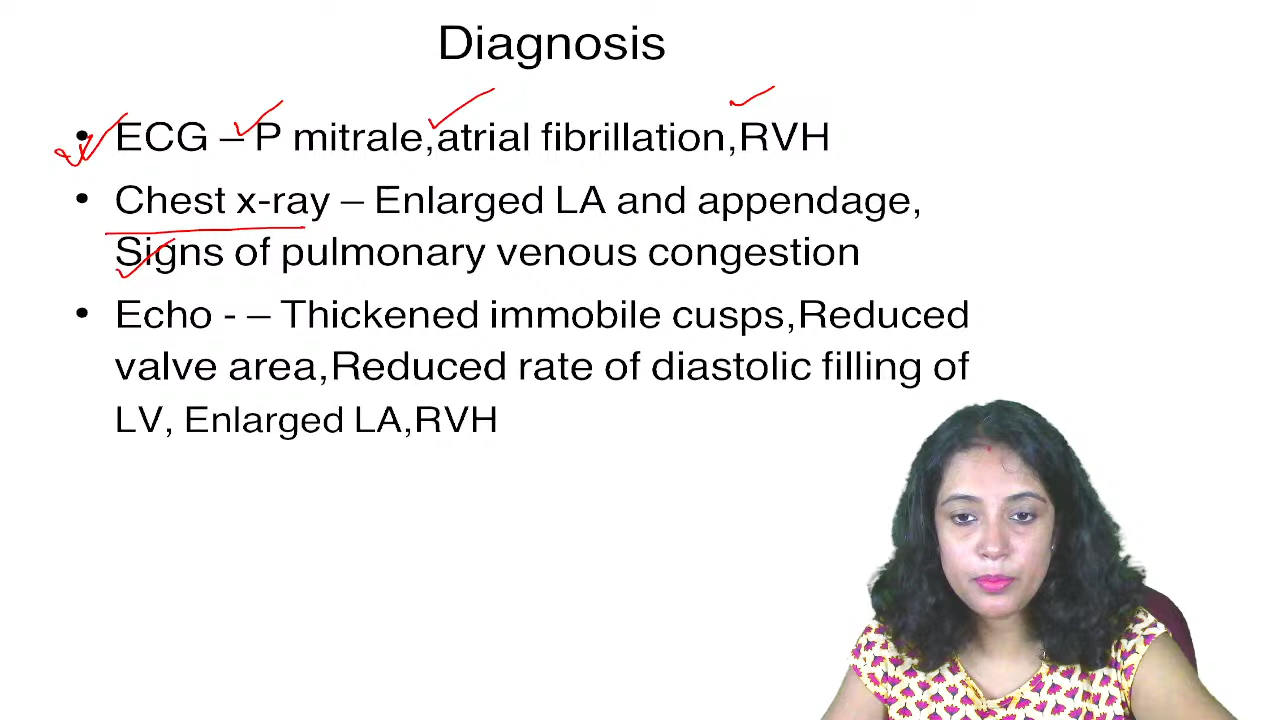 Diagnosis
• ECG – P mitrale,atrial fibrillation,RVH
• Chest x-ray – Enlarged LA and appendage,
Signs of pulmonary venous congestion
• Echo - – Thickened immobile cusps,Reduced
valve area,Reduced rate of diastolic filling of
LV, Enlarged LA,RVH